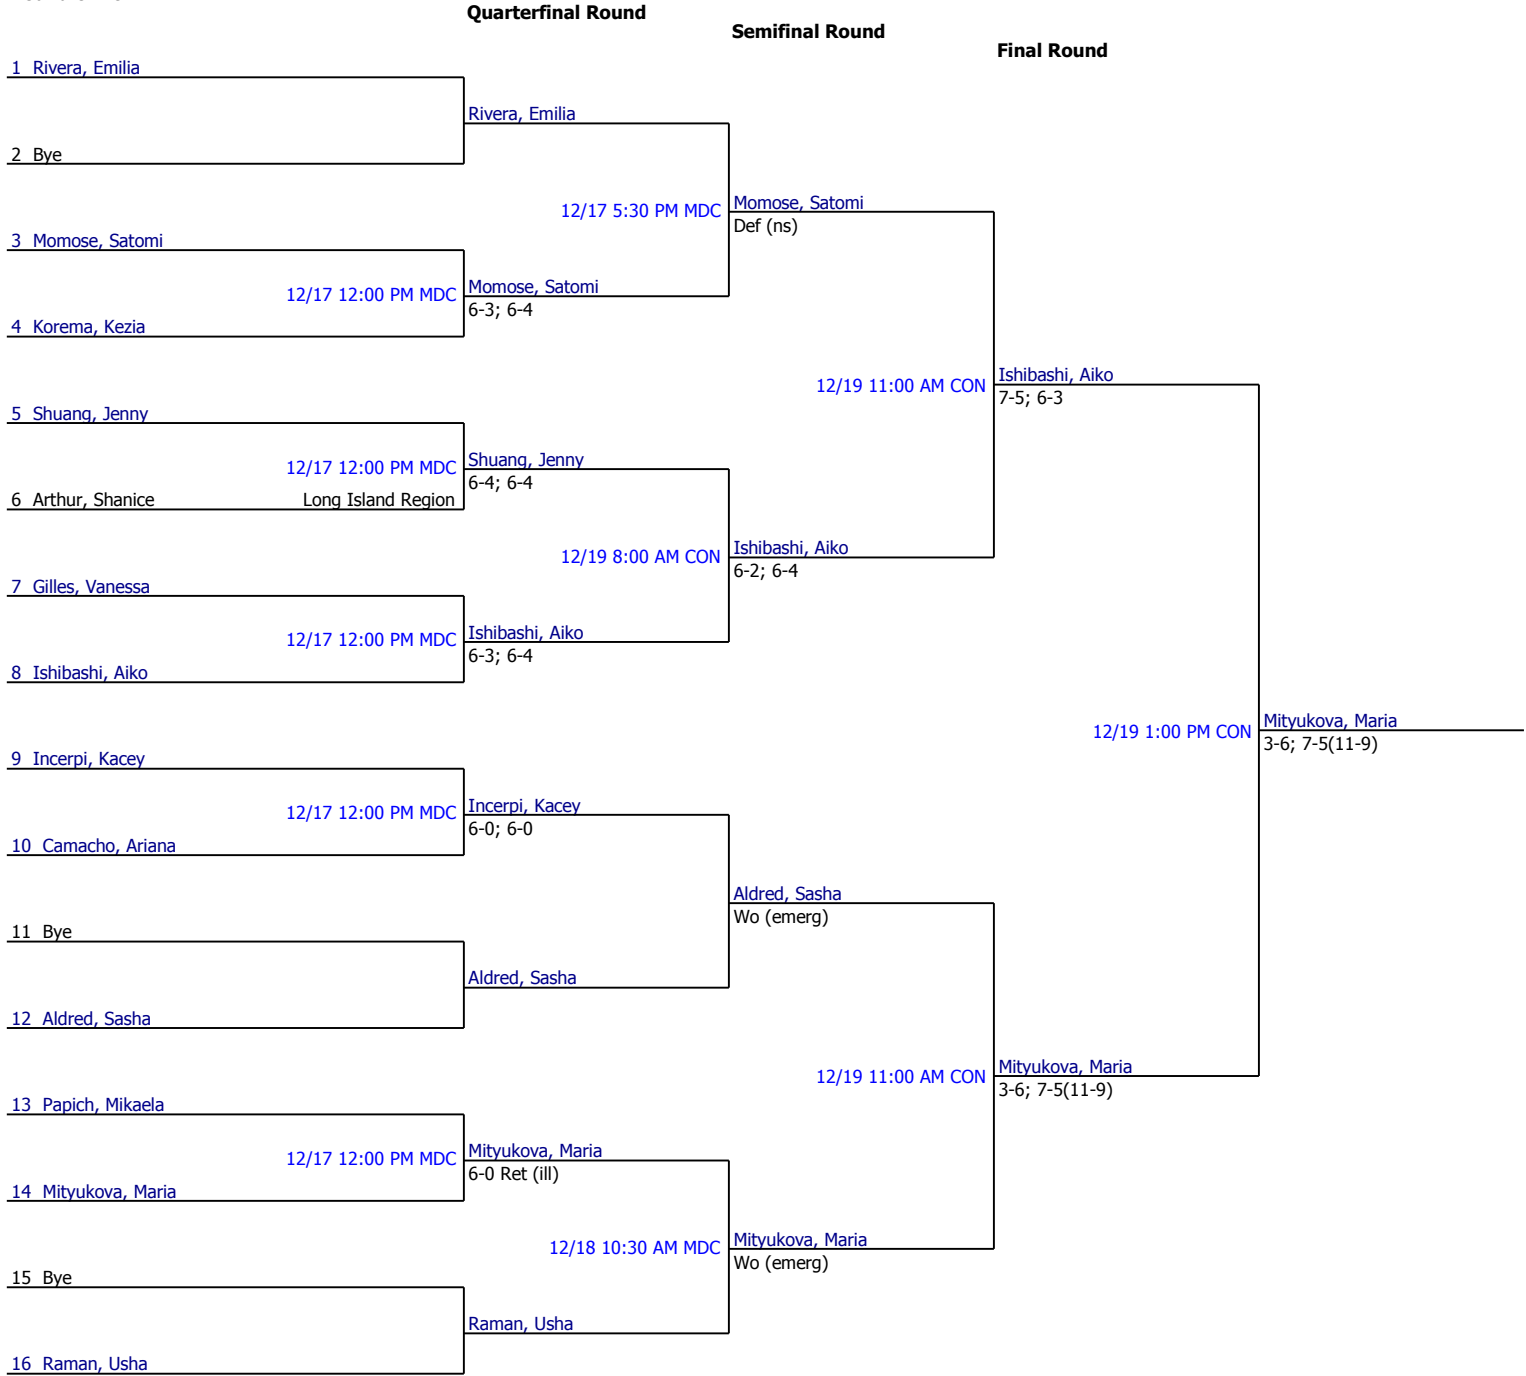 Quarterfinal Round
Semifinal Round
Final Round
1 Rivera, Emilia
Rivera, Emilia
2 Bye
12/17 5:30 PM MDC
Momose, Satomi
Def (ns)
3 Momose, Satomi
12/17 12:00 PM MDC
Momose, Satomi
6-3; 6-4
4 Korema, Kezia
12/19 11:00 AM CON
Ishibashi, Aiko
7-5; 6-3
5 Shuang, Jenny
12/17 12:00 PM MDC
Shuang, Jenny
6-4; 6-4
6 Arthur, Shanice Long Island Region
12/19 8:00 AM CON
Ishibashi, Aiko
6-2; 6-4
7 Gilles, Vanessa
12/17 12:00 PM MDC
Ishibashi, Aiko
6-3; 6-4
8 Ishibashi, Aiko
12/19 1:00 PM CON
Mityukova, Maria
3-6; 7-5(11-9)
9 Incerpi, Kacey
12/17 12:00 PM MDC
Incerpi, Kacey
6-0; 6-0
10 Camacho, Ariana
Aldred, Sasha
Wo (emerg)
11 Bye
Aldred, Sasha
12 Aldred, Sasha
12/19 11:00 AM CON
Mityukova, Maria
3-6; 7-5(11-9)
13 Papich, Mikaela
12/17 12:00 PM MDC
Mityukova, Maria
6-0 Ret (ill)
14 Mityukova, Maria
12/18 10:30 AM MDC
Mityukova, Maria
Wo (emerg)
15 Bye
Raman, Usha
16 Raman, Usha